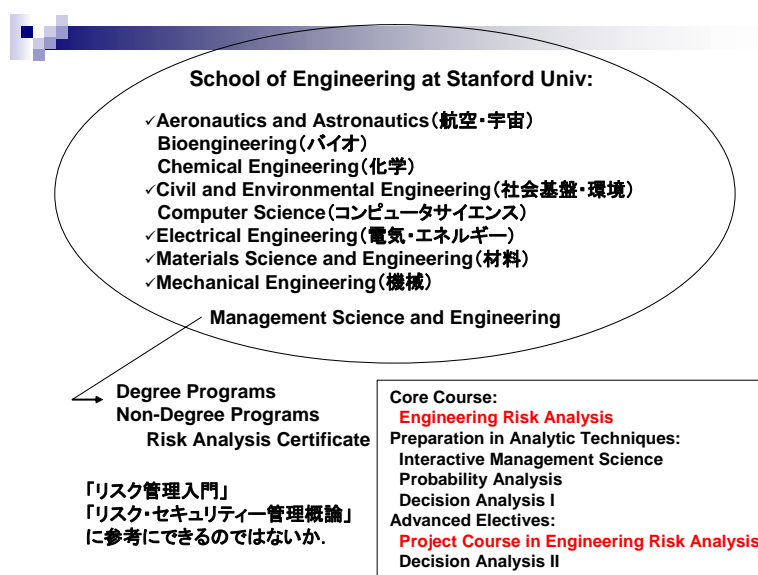 School of Engineering at Stanford Univ:
✓Aeronautics and Astronautics(航空・宇宙)
Bioengineering(バイオ)
Chemical Engineering(化学)
✓Civil and Environmental Engineering(社会基盤・環境)
Computer Science(コンピュータサイエンス)
✓Electrical Engineering(電気・エネルギー)
✓Materials Science and Engineering(材料)
✓Mechanical Engineering(機械)
Management Science and Engineering
Degree Programs
Non-Degree Programs
Risk Analysis Certificate
「リスク管理入門」
「リスク・セキュリティー管理概論」
に参考にできるのではないか.
Core Course:
Engineering Risk Analysis
Preparation in Analytic Techniques:
Interactive Management Science
Probability Analysis
Decision Analysis I
Advanced Electives:
Project Course in Engineering Risk Analysis
Decision Analysis II